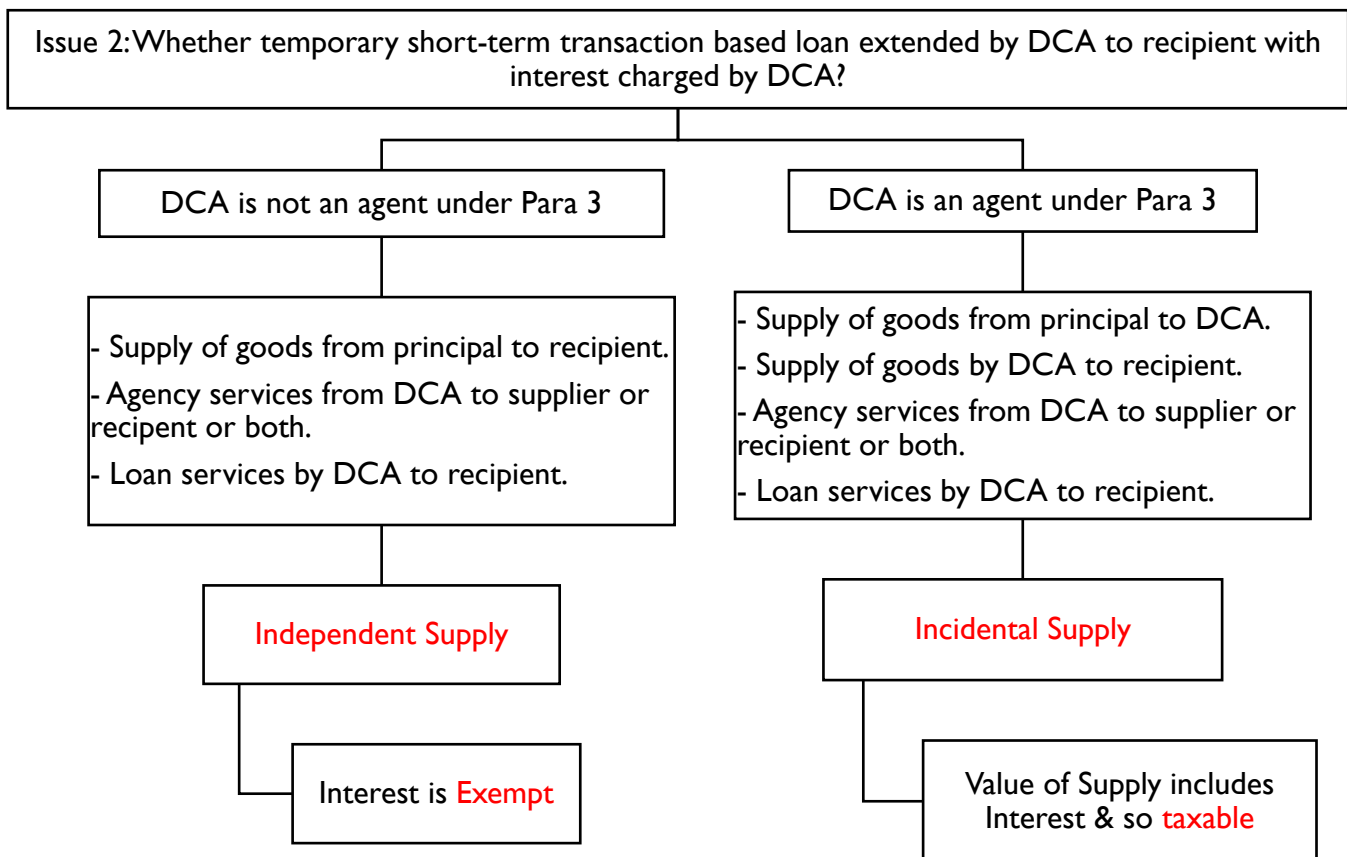 Issue 2: Whether temporary short-term transaction based loan extended by DCA to recipient with
interest charged by DCA?
DCA is not an agent under Para 3
DCA is an agent under Para 3
- Supply of goods from principal to recipient.
- Agency services from DCA to supplier or
recipent or both.
- Loan services by DCA to recipient.
- Supply of goods from principal to DCA.
- Supply of goods by DCA to recipient.
- Agency services from DCA to supplier or
recipient or both.
- Loan services by DCA to recipient.
Independent Supply
Incidental Supply
Interest is Exempt
Value of Supply includes
Interest & so taxable